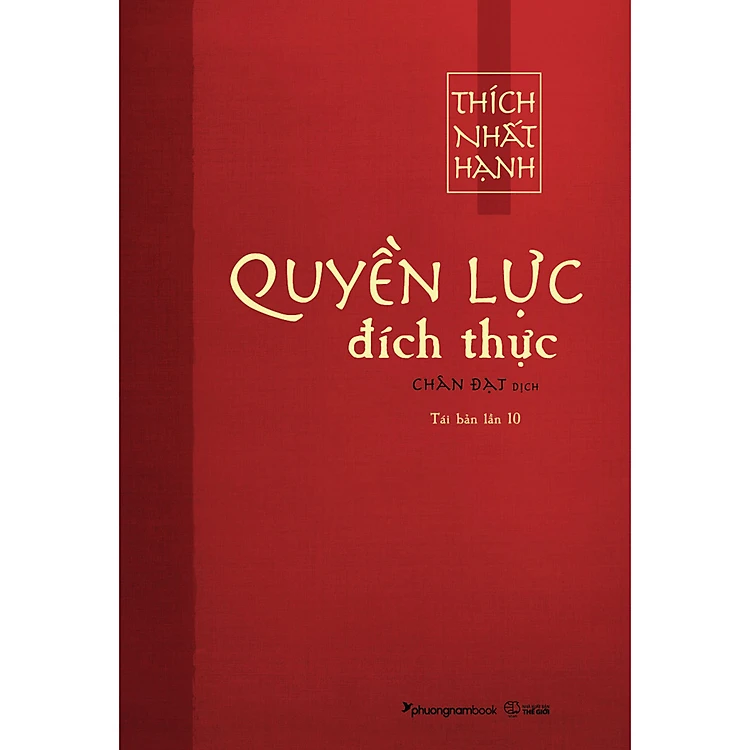 THÍCH
NHẤT
HẠNH
QUYỀN LỰC
đích thực
CHÂN ĐẠT DỊCH
Tái bản lần 10
phuongnambook
NHÀ XUẤT BẢN
THẾ GIỚI